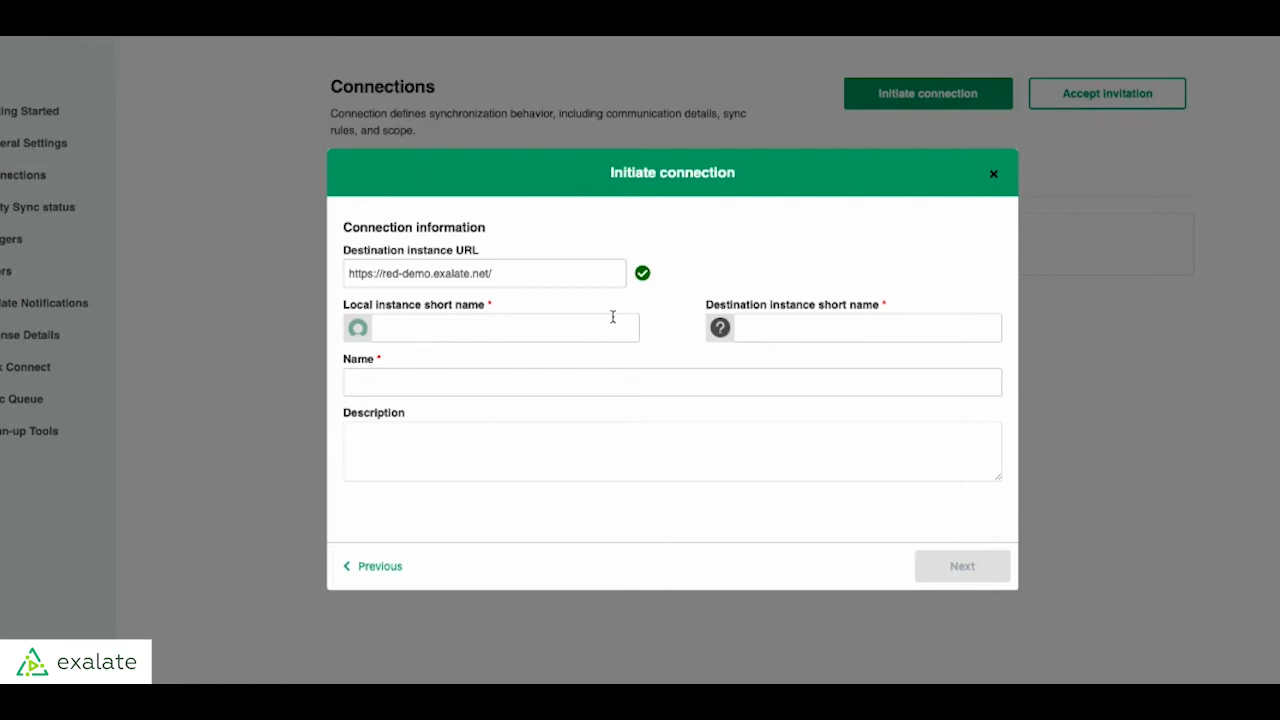 Connections
Initiate connection
Accept invitation
Connection defines synchronization behavior, including communication details, sync
rules, and scope.
ing Started
eral Settings
nections
ty Sync status
gers
rs
ate Notifications
ense Details
k Connect
c Queue
an-up Tools
Initiate connection
×
Connection information
Destination instance URL
https://red-demo.exalate.net/
Local instance short name *
Destination instance short name *
?
Name *
Description
Previous
Next
exalate